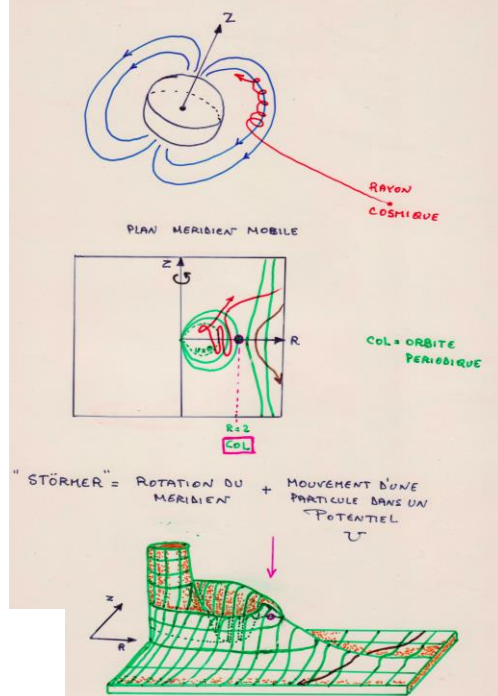 Z
RAYON
COSMIQUE
PLAN MERIDIEN MOBILE
Z
R
COL = ORBITE
PERIODIQUE
R=2
COL
"STÖRMER" = ROTATION DU MERIDIEN + MOUVEMENT D'UNE PARTICULE DANS UN POTENTIEL
U
Z
R